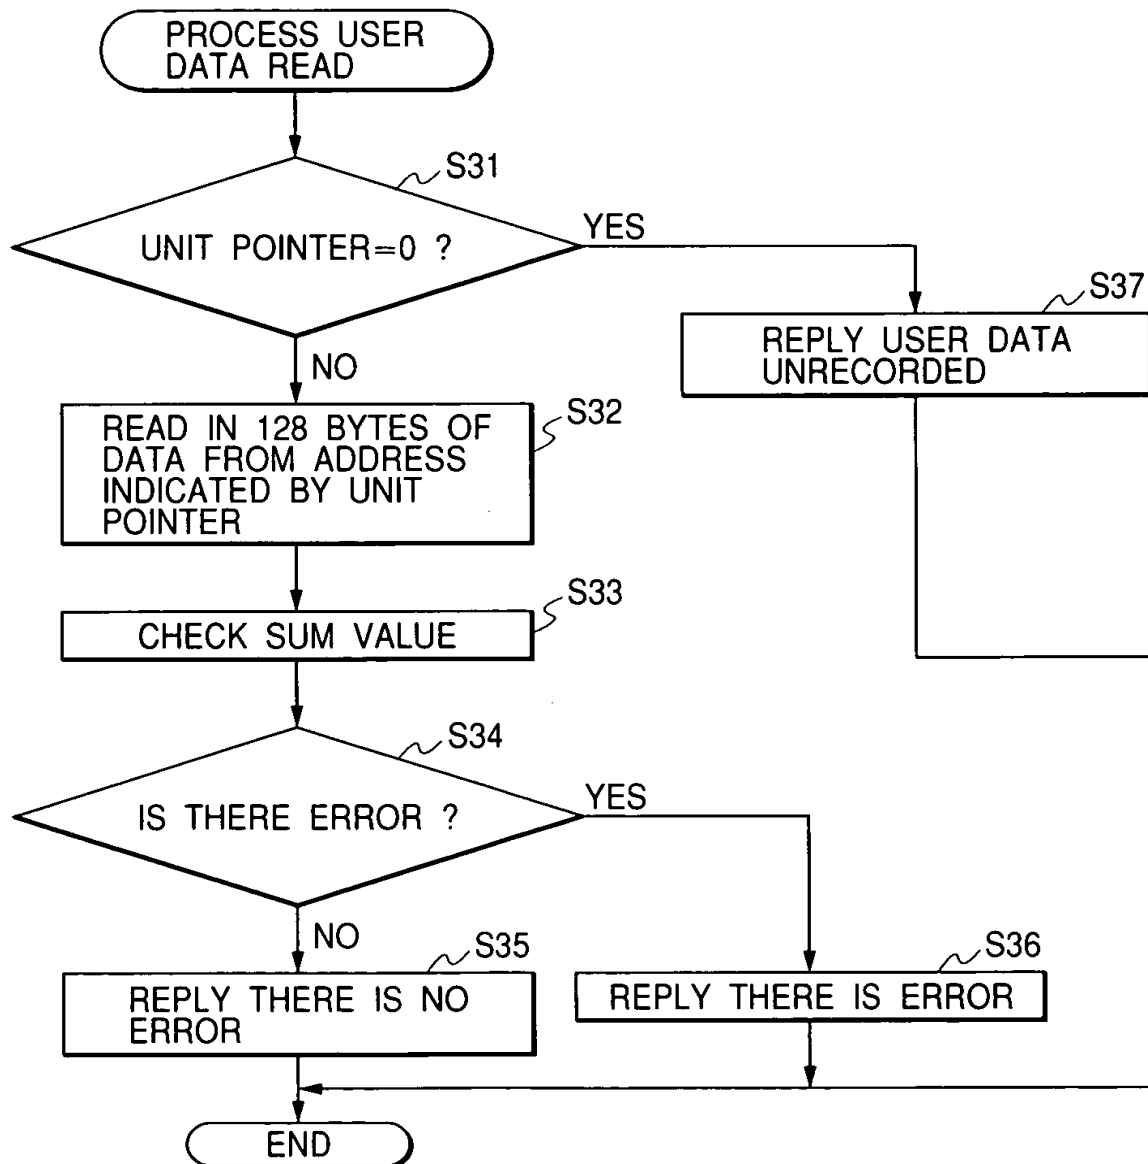 PROCESS USER
DATA READ
S31
UNIT POINTER=0 ?
YES
S37
REPLY USER DATA
UNRECORDED
NO
S32
READ IN 128 BYTES OF
DATA FROM ADDRESS
INDICATED BY UNIT
POINTER
S33
CHECK SUM VALUE
S34
IS THERE ERROR ?
YES
NO
S35
REPLY THERE IS NO
ERROR
S36
REPLY THERE IS ERROR
END